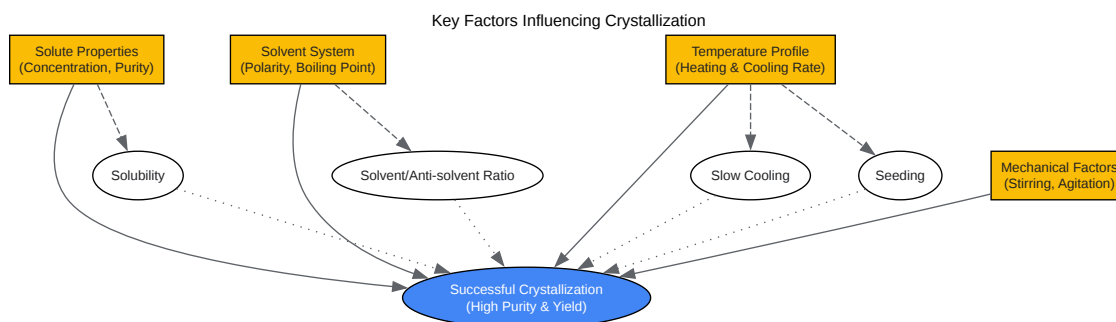 Key Factors Influencing Crystallization
Solute Properties
(Concentration, Purity)
Solvent System
(Polarity, Boiling Point)
Temperature Profile
(Heating & Cooling Rate)
Solubility
Solvent/Anti-solvent Ratio
Slow Cooling
Seeding
Mechanical Factors
(Stirring, Agitation)
Successful Crystallization
(High Purity & Yield)